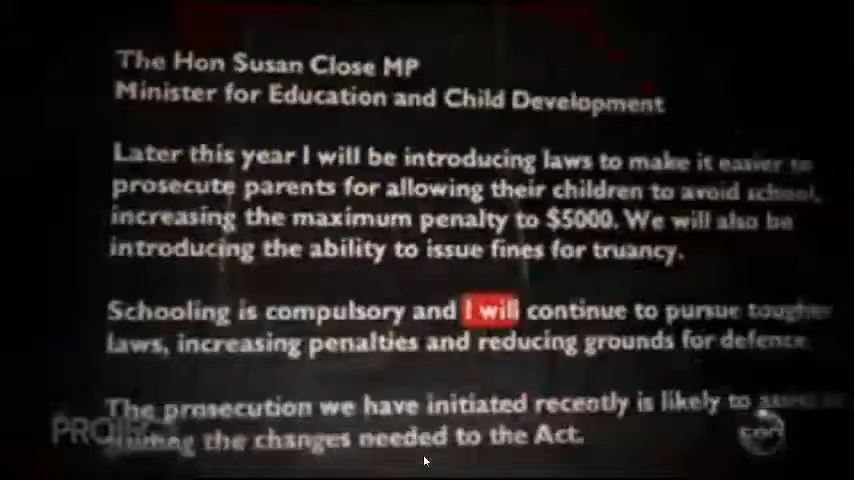 The Hon Susan Close MP
Minister for Education and Child Development
Later this year I will be introducing laws to make it easier to
prosecute parents for allowing their children to avoid school,
increasing the maximum penalty to $5000. We will also be
introducing the ability to issue fines for truancy.
Schooling is compulsory and I will continue to pursue tougher
laws, increasing penalties and reducing grounds for defence.
The prosecution we have initiated recently is likely to
the changes needed to the Act.